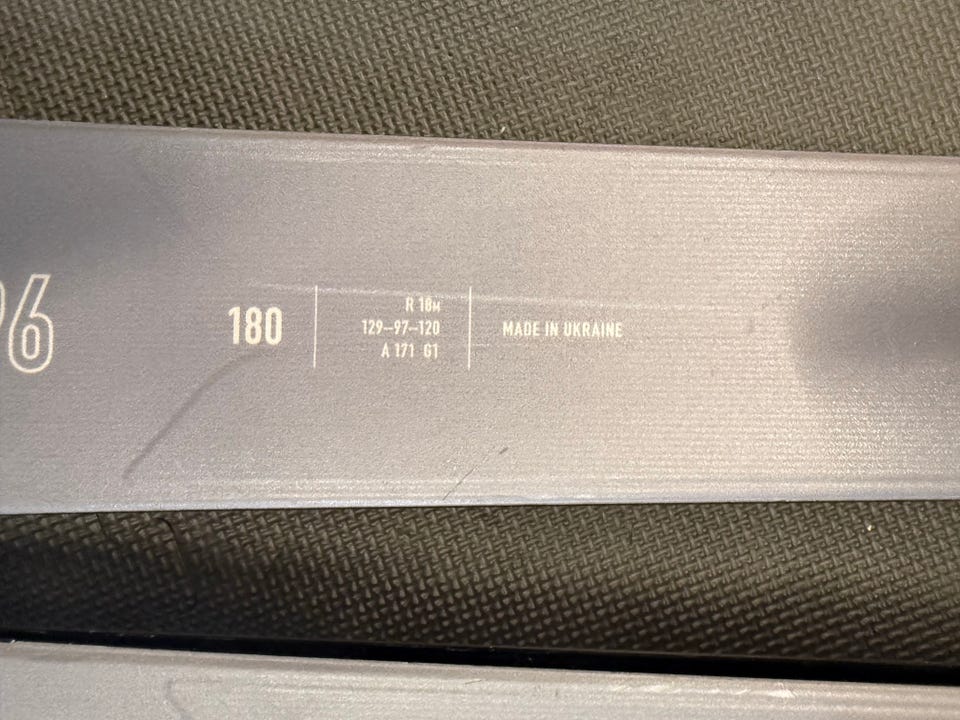 96
180
R 18M
129–97–120
A 171 G1
MADE IN UKRAINE